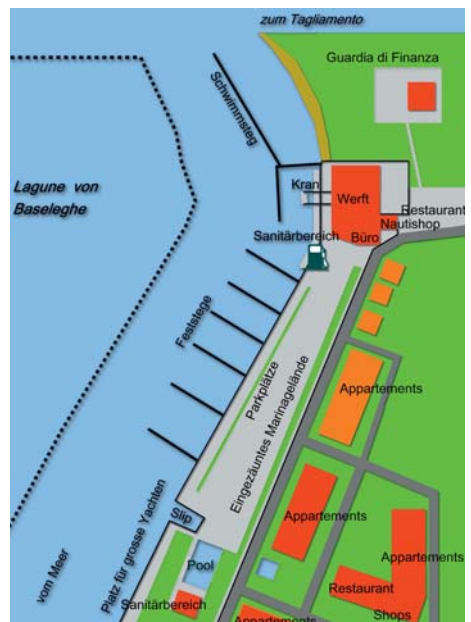 zum Tagliamento
Guardia di Finanza
Schwimmsteg
Lagune von
Baseleghe
Kran
Werft
Restaurant
Nautishop
Sanitärbereich
Büro
Feststege
Parkplätze
Eingezäuntes Marinagelände
Appartements
Platz für grosse Yachten
Slip
Appartements
Appartements
vom Meer
Pool
Restaurant
Sanitärbereich
Shops